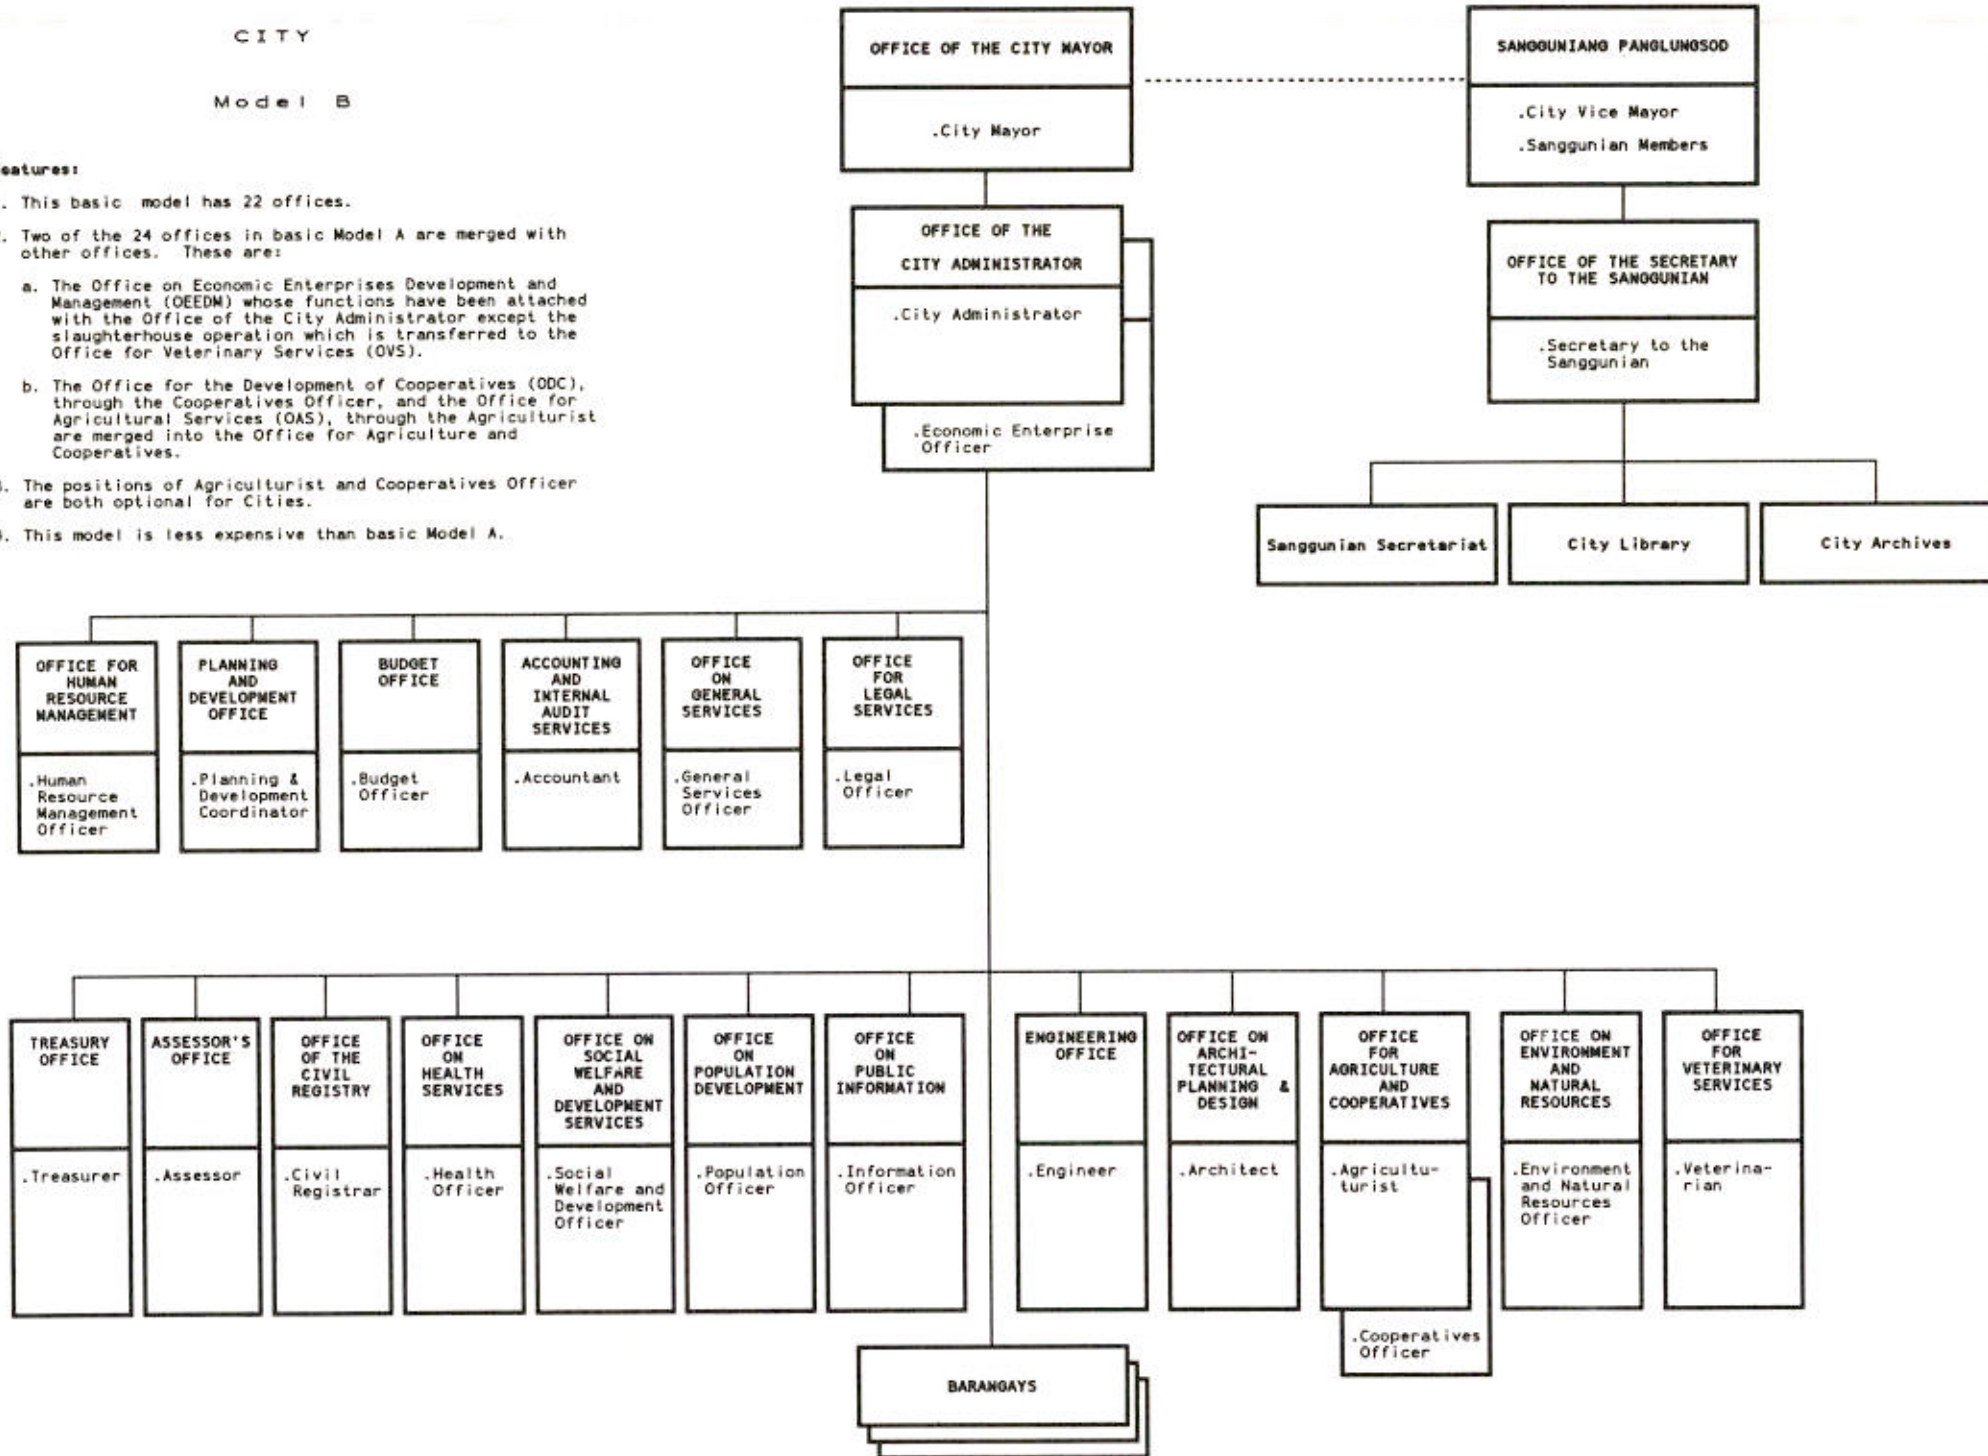 CITY
Model B
eatures:
. This basic model has 22 offices.
. Two of the 24 offices in basic Model A are merged with
other offices. These are:
a. The Office on Economic Enterprises Development and
Management (OEEDM) whose functions have been attached
with the Office of the City Administrator except the
slaughterhouse operation which is transferred to the
Office for Veterinary Services (OVS).
b. The Office for the Development of Cooperatives (ODC),
through the Cooperatives Officer, and the Office for
Agricultural Services (OAS), through the Agriculturist
are merged into the Office for Agriculture and
Cooperatives.
. The positions of Agriculturist and Cooperatives Officer
are both optional for Cities.
. This model is less expensive than basic Model A.
OFFICE OF THE CITY MAYOR
.City Mayor
SANGGUNIANG PANGLUNGSOD
.City Vice Mayor
.Sanggunian Members
OFFICE OF THE
CITY ADMINISTRATOR
.City Administrator
.Economic Enterprise
Officer
OFFICE OF THE SECRETARY
TO THE SANGGUNIAN
.Secretary to the
Sanggunian
Sanggunian Secretariat
City Library
City Archives
OFFICE FOR
HUMAN
RESOURCE
MANAGEMENT
.Human
Resource
Management
Officer
PLANNING
AND
DEVELOPMENT
OFFICE
.Planning &
Development
Coordinator
BUDGET
OFFICE
.Budget
Officer
ACCOUNTING
AND
INTERNAL
AUDIT
SERVICES
.Accountant
OFFICE
ON
GENERAL
SERVICES
.General
Services
Officer
OFFICE
FOR
LEGAL
SERVICES
.Legal
Officer
TREASURY
OFFICE
.Treasurer
ASSESSOR'S
OFFICE
.Assessor
OFFICE
OF THE
CIVIL
REGISTRY
.Civil
Registrar
OFFICE
ON
HEALTH
SERVICES
.Health
Officer
OFFICE ON
SOCIAL
WELFARE
AND
DEVELOPMENT
SERVICES
.Social
Welfare and
Development
Officer
OFFICE
ON
POPULATION
DEVELOPMENT
.Population
Officer
OFFICE
ON
PUBLIC
INFORMATION
.Information
Officer
ENGINEERING
OFFICE
.Engineer
OFFICE ON
ARCHI-
TECTURAL
PLANNING &
DESIGN
.Architect
OFFICE
FOR
AGRICULTURE
AND
COOPERATIVES
.Agricultu-
turist
.Cooperatives
Officer
OFFICE ON
ENVIRONMENT
AND
NATURAL
RESOURCES
.Environment
and Natural
Resources
Officer
OFFICE
FOR
VETERINARY
SERVICES
.Veterina-
rian
BARANGAYS